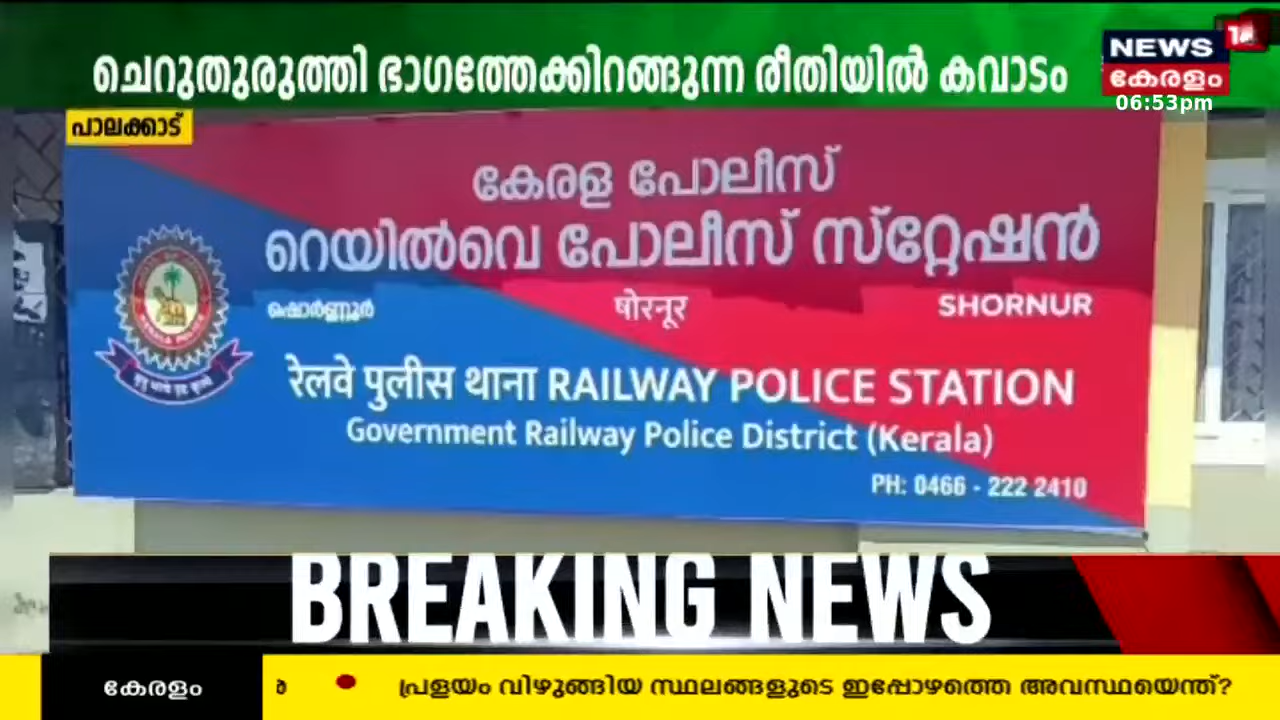 ചെറുതുരുത്തി ഭാഗത്തേക്കിറങ്ങുന്ന രീതിയിൽ കവാടം
NEWS 18
കേരളം
06:53pm
പാലക്കാട്
കേരള പോലീസ്
റെയിൽവെ പോലീസ് സ്റ്റേഷൻ
ഷൊർണ്ണൂർ षोरनूर SHORNUR
KERALA POLICE
रेलवे पुलीस थाना RAILWAY POLICE STATION
Government Railway Police District (Kerala)
PH: 0466 - 222 2410
BREAKING NEWS
കേരളം
പ്രളയം വിഴുങ്ങിയ സ്ഥലങ്ങളുടെ ഇപ്പോഴത്തെ അവസ്ഥയെന്ത്?